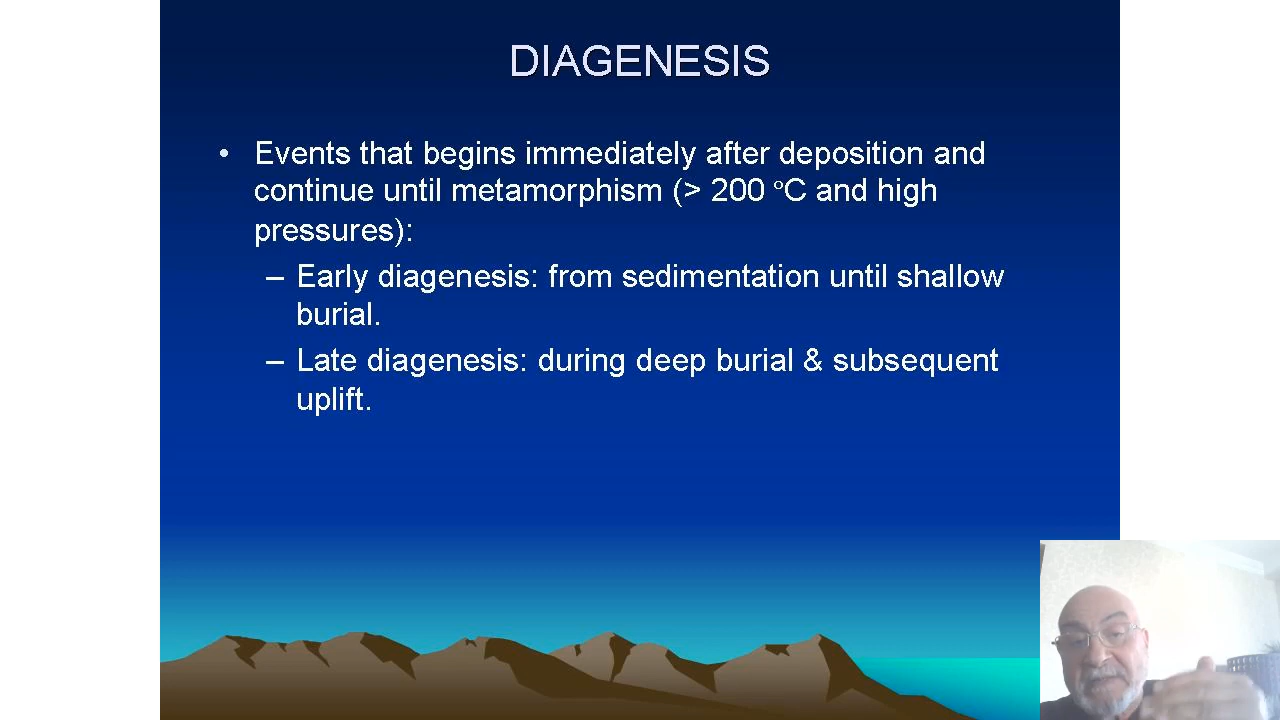 DIAGENESIS
• Events that begins immediately after deposition and
continue until metamorphism (> 200 ºC and high
pressures):
– Early diagenesis: from sedimentation until shallow
burial.
– Late diagenesis: during deep burial & subsequent
uplift.